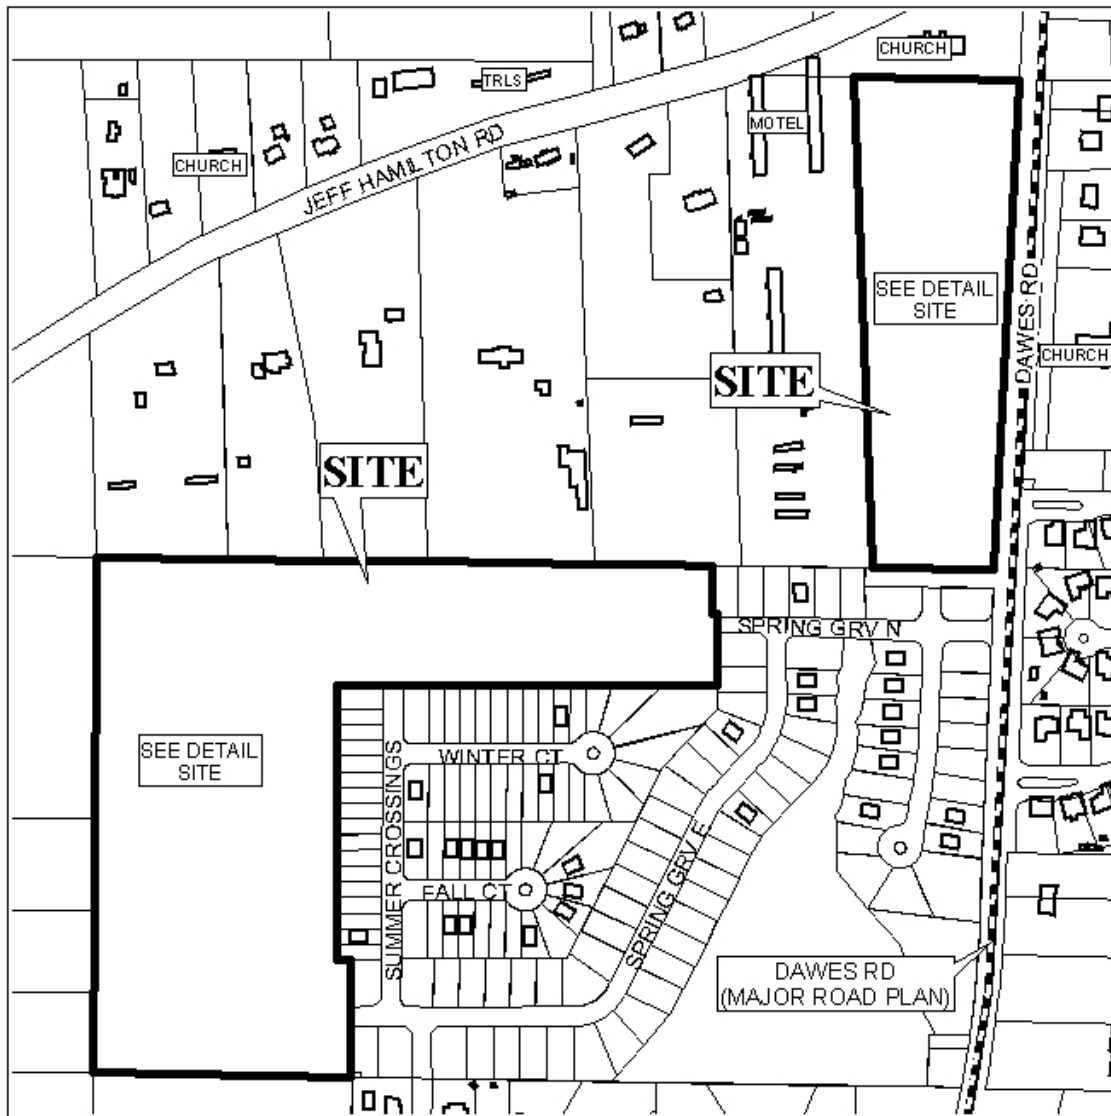 CHURCH
TRLS
MOTEL
CHURCH
JEFF HAMILTON RD
SEE DETAIL
SITE
DAWES RD
CHURCH
SITE
SITE
SPRING GRV N
SEE DETAIL
SITE
WINTER CT
SUMMER CROSSINGS
FALL CT
SPRING GRV E
DAWES RD
(MAJOR ROAD PLAN)